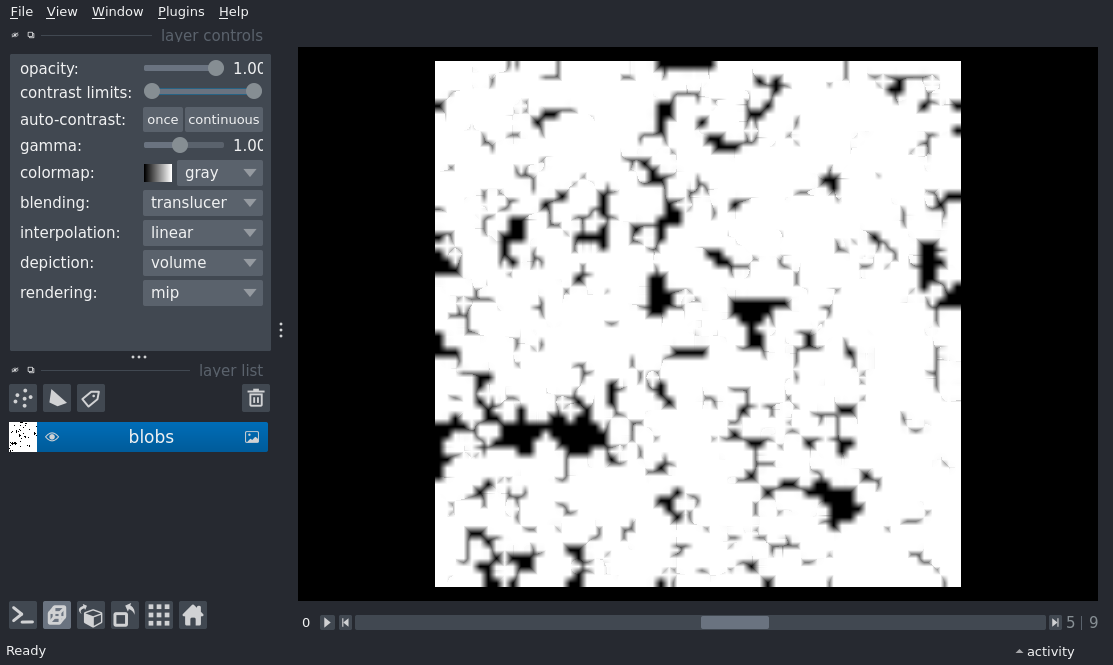 File View Window Plugins Help
layer controls
opacity: 1.00
contrast limits:
auto-contrast: once continuous
gamma: 1.00
colormap: gray
blending: translucer
interpolation: linear
depiction: volume
rendering: mip
layer list
blobs
0 5 | 9
Ready activity